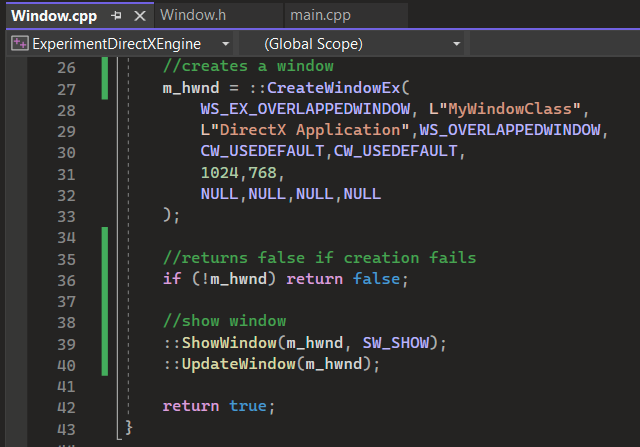 Window.cpp Window.h main.cpp
ExperimentDirectXEngine (Global Scope)
26 //creates a window
27 m_hwnd = ::CreateWindowEx(
28 WS_EX_OVERLAPPEDWINDOW, L"MyWindowClass",
29 L"DirectX Application",WS_OVERLAPPEDWINDOW,
30 CW_USEDEFAULT,CW_USEDEFAULT,
31 1024,768,
32 NULL,NULL,NULL,NULL
33 );
34
35 //returns false if creation fails
36 if (!m_hwnd) return false;
37
38 //show window
39 ::ShowWindow(m_hwnd, SW_SHOW);
40 ::UpdateWindow(m_hwnd);
41
42 return true;
43 }